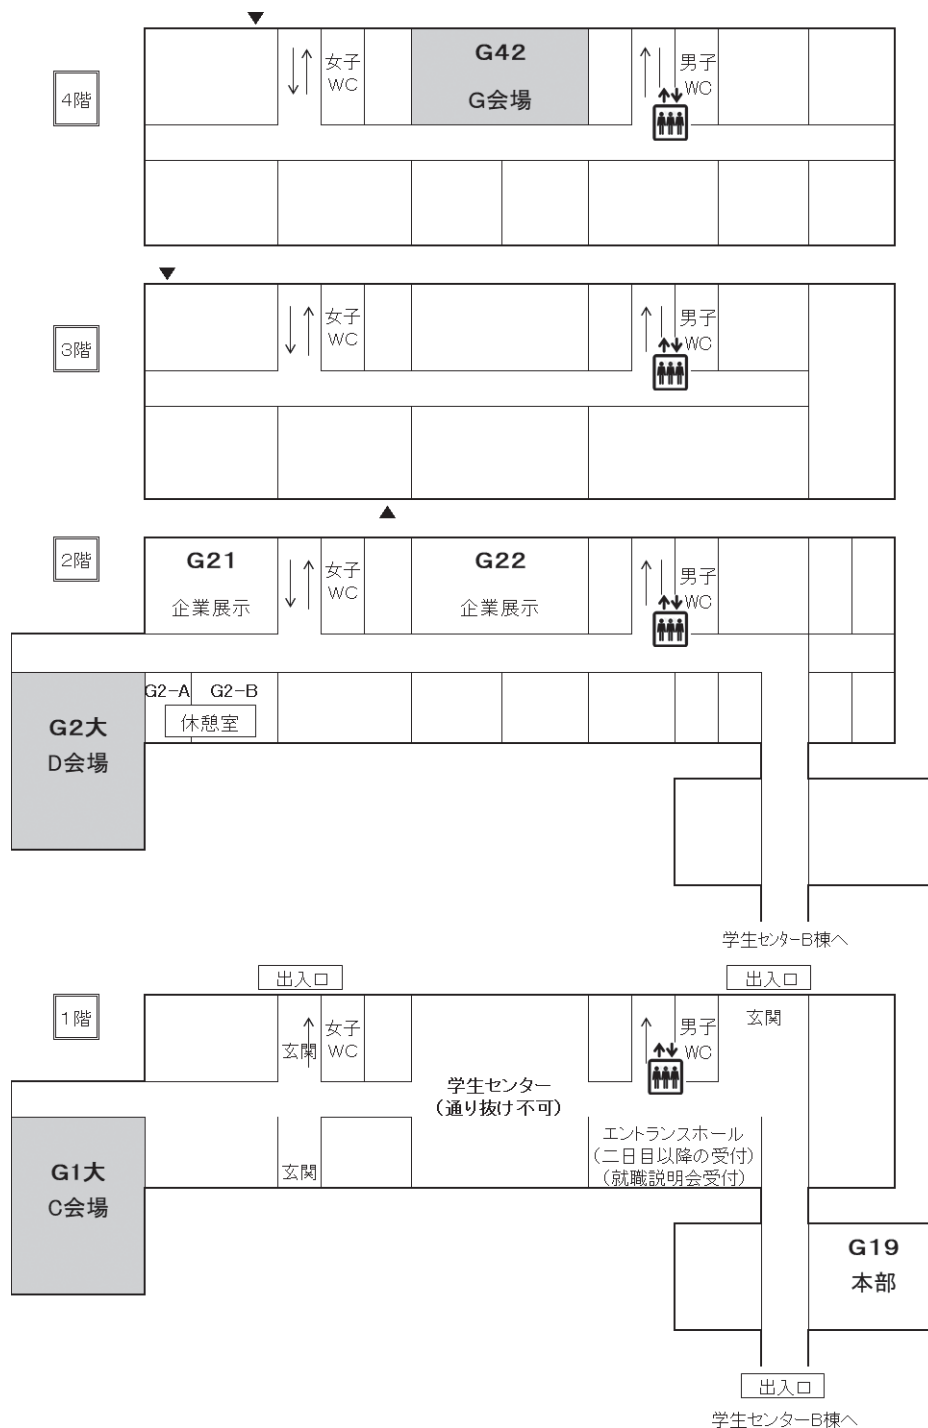 4階
女子
WC
G42
G会場
男子
WC
3階
女子
WC
男子
WC
2階
G21
企業展示
女子
WC
G22
企業展示
男子
WC
G2大
D会場
G2-A
G2-B
休憩室
学生センターB棟へ
出入口
出入口
1階
玄関
女子
WC
男子
WC
玄関
学生センター
(通り抜け不可)
エントランスホール
(二日目以降の受付)
(就職説明会受付)
玄関
G1大
C会場
G19
本部
出入口
学生センターB棟へ